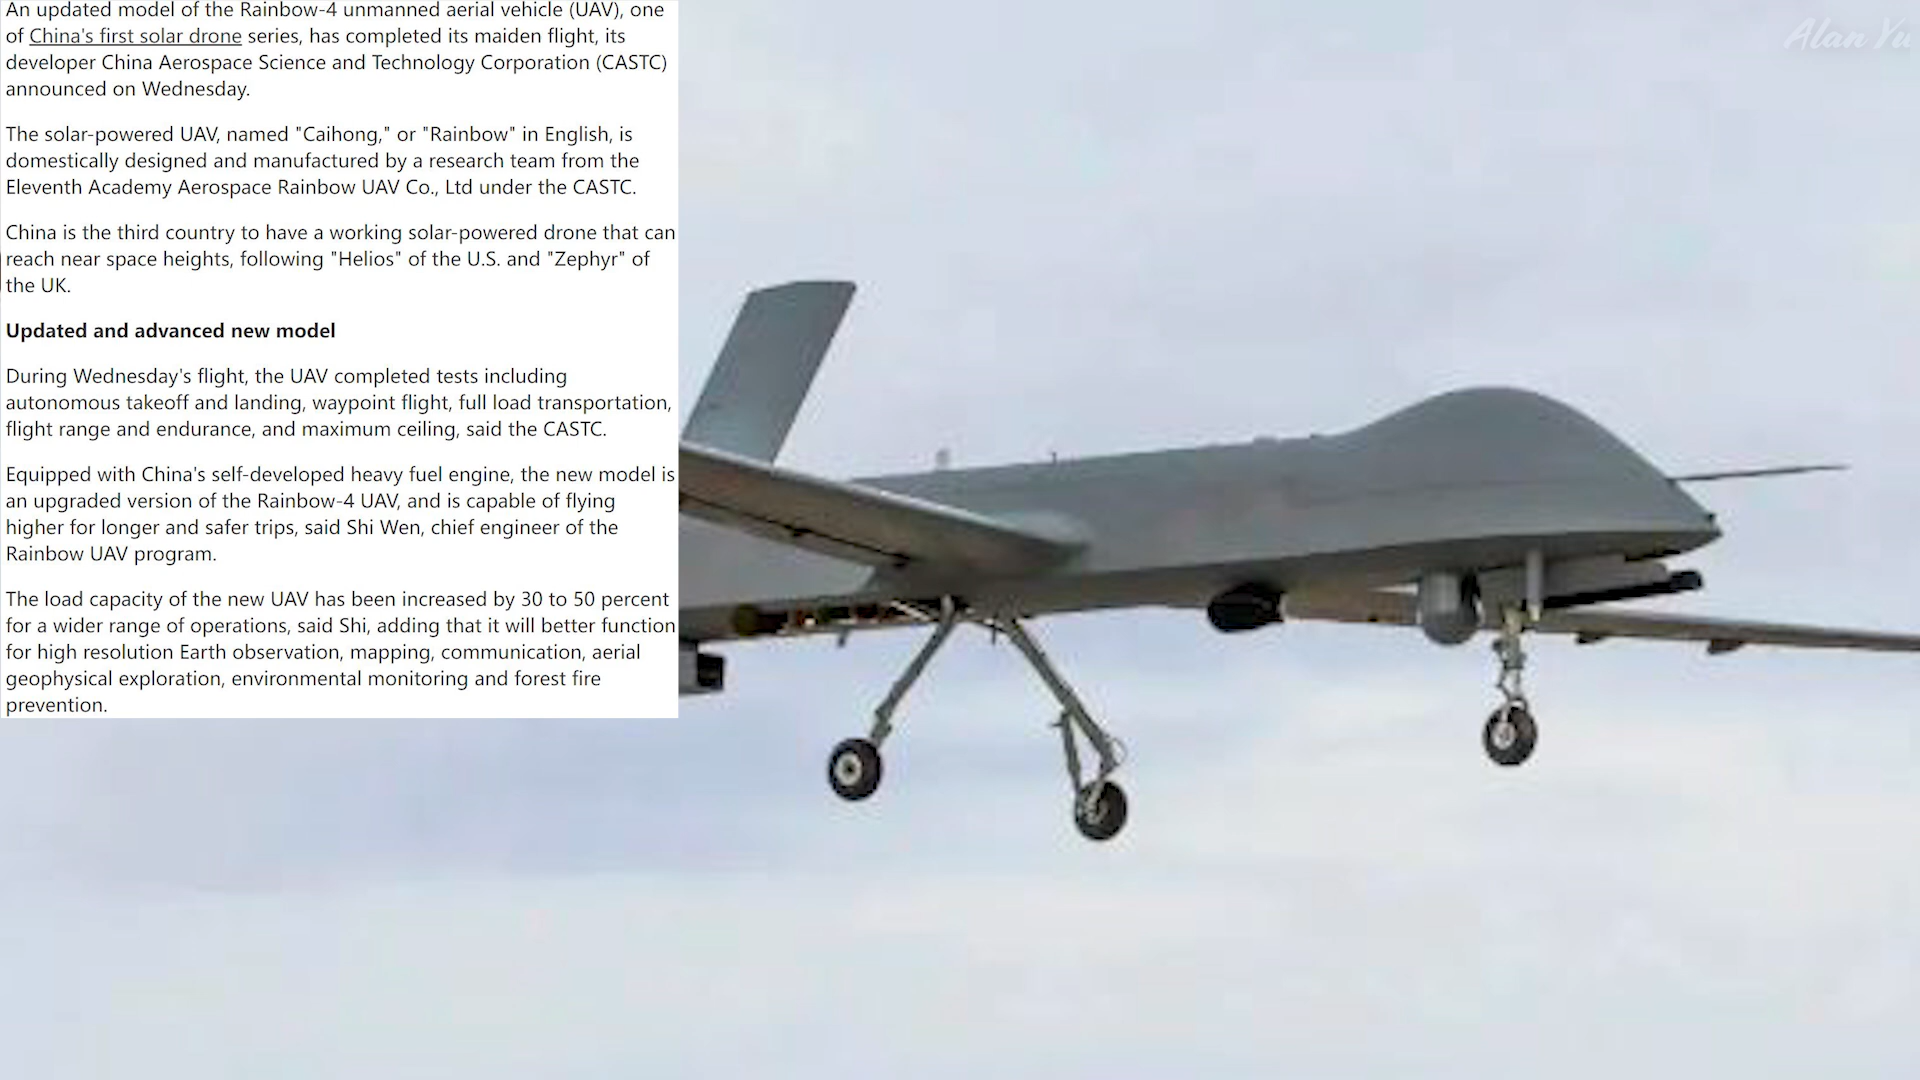 An updated model of the Rainbow-4 unmanned aerial vehicle (UAV), one
of China's first solar drone series, has completed its maiden flight, its
developer China Aerospace Science and Technology Corporation (CASTC)
announced on Wednesday.
The solar-powered UAV, named "Caihong," or "Rainbow" in English, is
domestically designed and manufactured by a research team from the
Eleventh Academy Aerospace Rainbow UAV Co., Ltd under the CASTC.
China is the third country to have a working solar-powered drone that can
reach near space heights, following "Helios" of the U.S. and "Zephyr" of
the UK.
Updated and advanced new model
During Wednesday's flight, the UAV completed tests including
autonomous takeoff and landing, waypoint flight, full load transportation,
flight range and endurance, and maximum ceiling, said the CASTC.
Equipped with China's self-developed heavy fuel engine, the new model is
an upgraded version of the Rainbow-4 UAV, and is capable of flying
higher for longer and safer trips, said Shi Wen, chief engineer of the
Rainbow UAV program.
The load capacity of the new UAV has been increased by 30 to 50 percent
for a wider range of operations, said Shi, adding that it will better function
for high resolution Earth observation, mapping, communication, aerial
geophysical exploration, environmental monitoring and forest fire
prevention.
Alan Yu